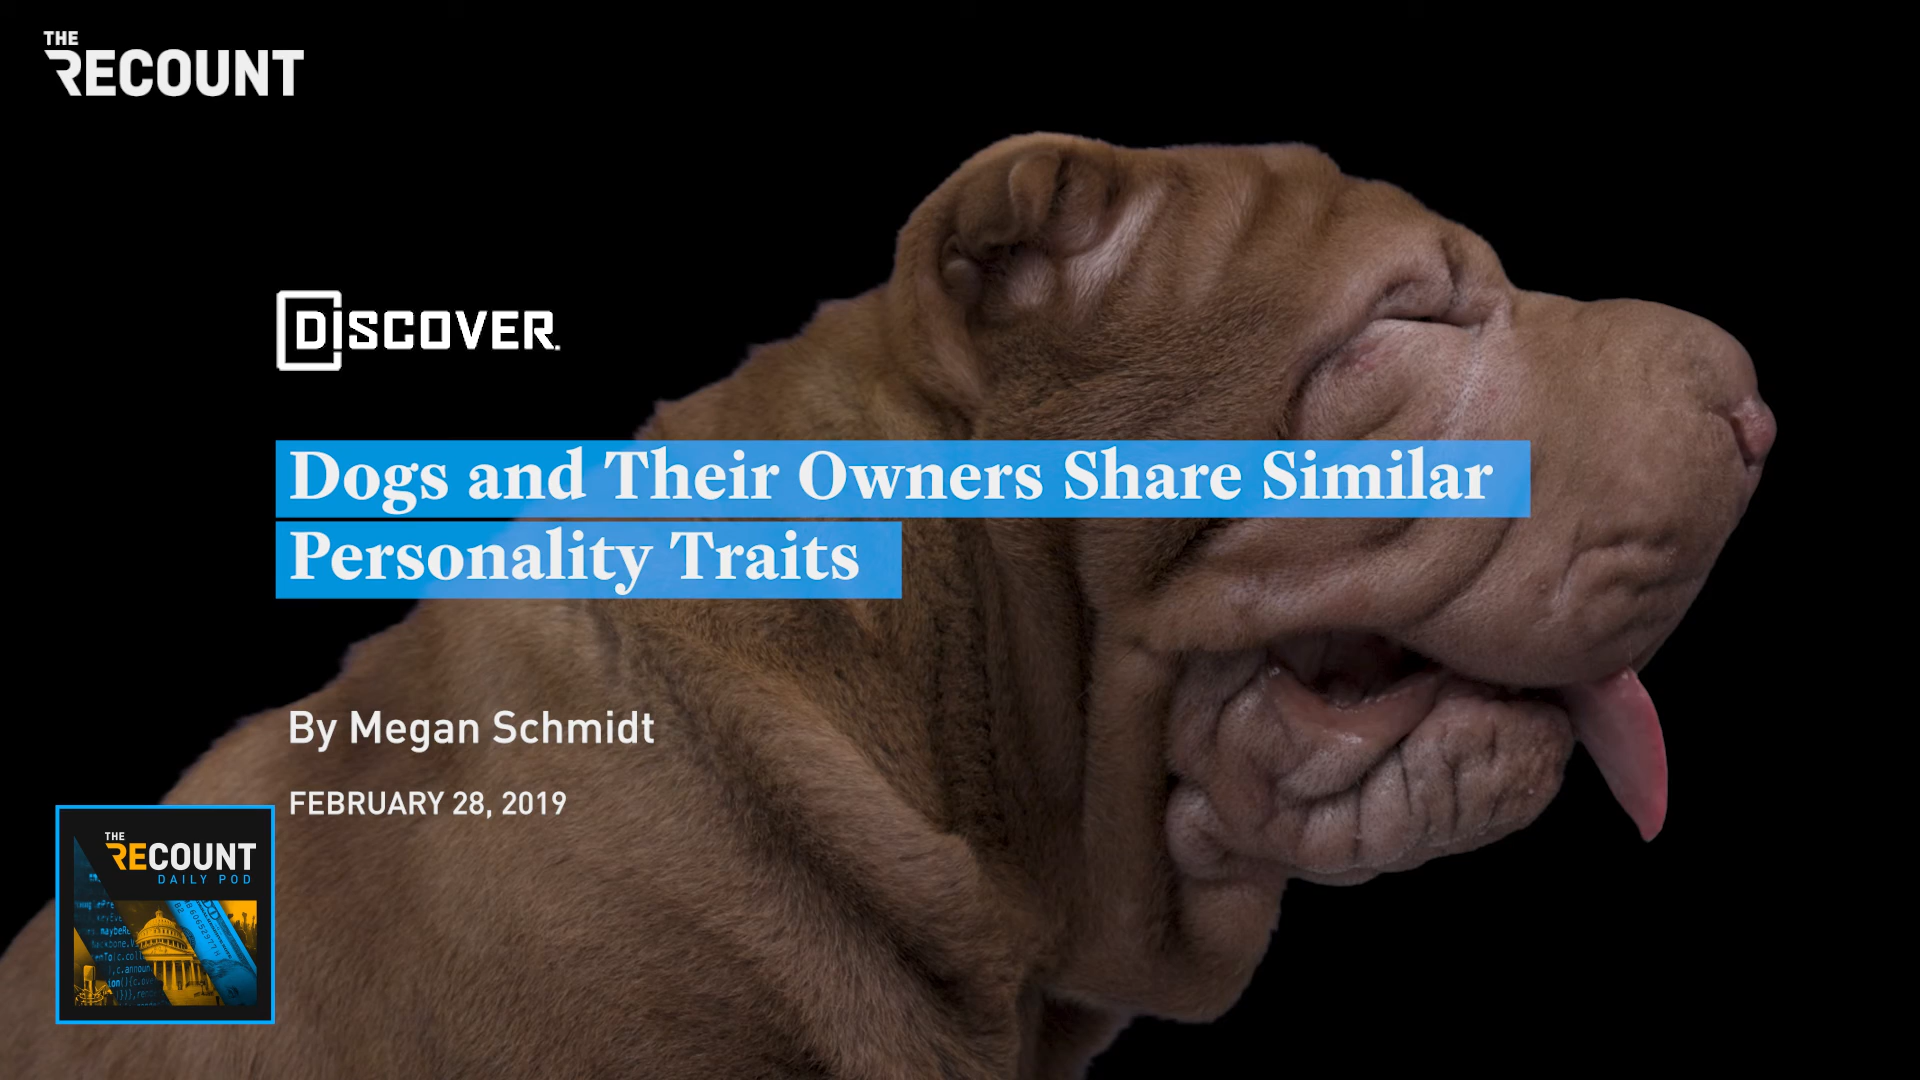 THE
RECOUNT
DISCOVER.
Dogs and Their Owners Share Similar
Personality Traits
By Megan Schmidt
FEBRUARY 28, 2019
THE
RECOUNT
DAILY POD